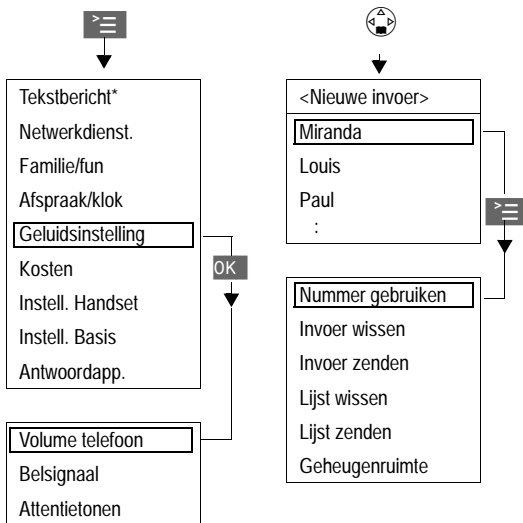 Tekstbericht*
Netwerkdienst.
Familie/fun
Afspraak/klok
Geluidsinstelling
Kosten
Instell. Handset
Instell. Basis
Antwoordapp.
OK
Volume telefoon
Belsignaal
Attentietonen
<Nieuwe invoer>
Miranda
Louis
Paul
:
Nummer gebruiken
Invoer wissen
Invoer zenden
Lijst wissen
Lijst zenden
Geheugenruimte